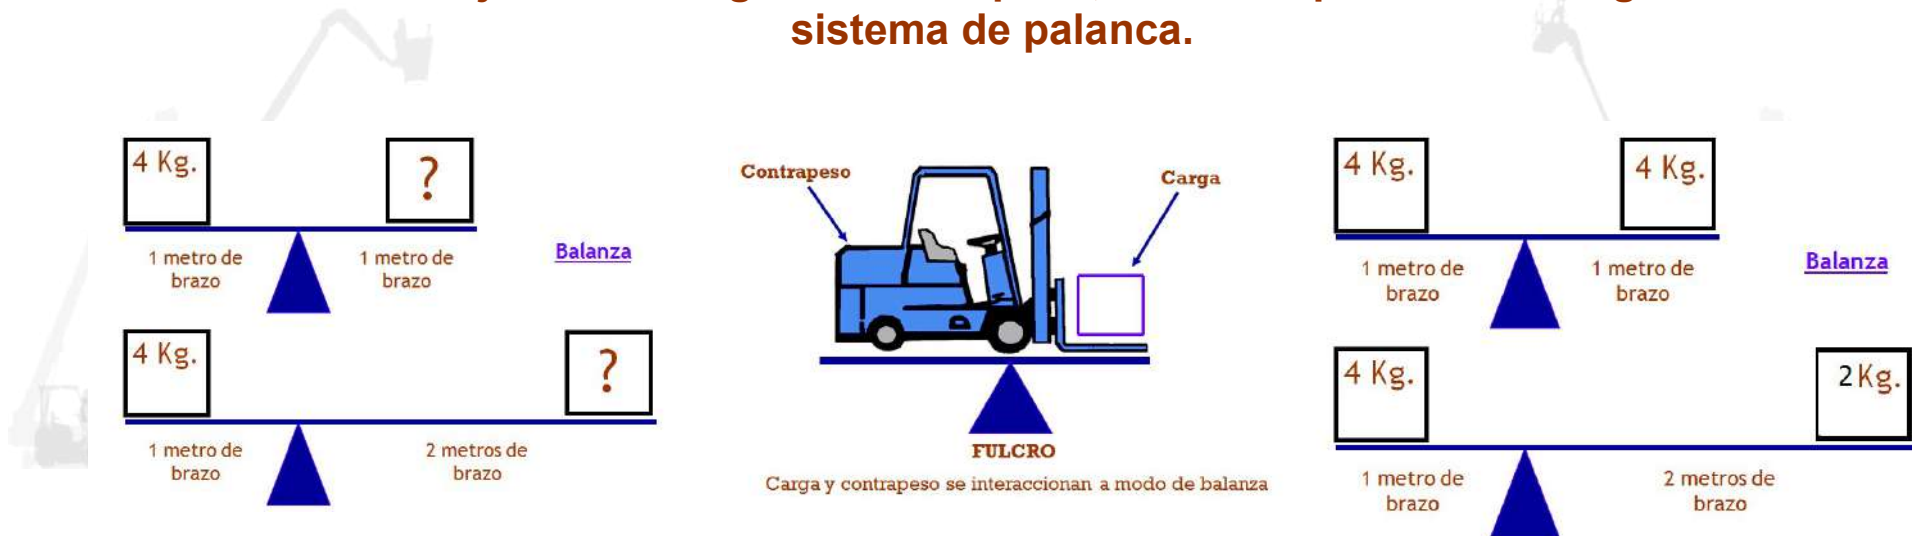 sistema de palanca.
4 Kg.
?
1 metro de
brazo
1 metro de
brazo
Balanza
4 Kg.
?
1 metro de
brazo
2 metros de
brazo
Contrapeso
Carga
FULCRO
Carga y contrapeso se interaccionan a modo de balanza
4 Kg.
4 Kg.
1 metro de
brazo
1 metro de
brazo
Balanza
4 Kg.
2Kg.
1 metro de
brazo
2 metros de
brazo